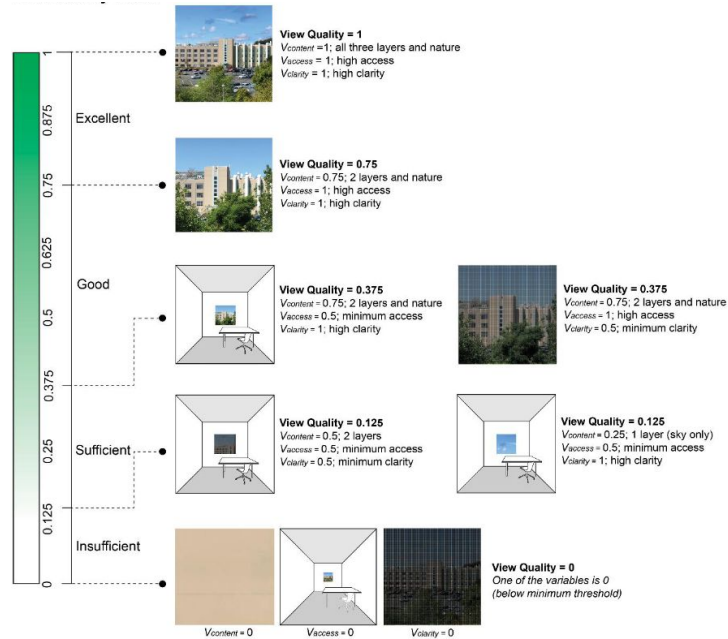 View Quality = 1
Vcontent =1; all three layers and nature
Vaccess = 1; high access
Vclarity = 1; high clarity
1
0.875
Excellent
View Quality = 0.75
Vcontent = 0.75; 2 layers and nature
Vaccess = 1; high access
Vclarity = 1; high clarity
0.75
0.625
Good
0.5
View Quality = 0.375
Vcontent = 0.75; 2 layers and nature
Vaccess = 0.5; minimum access
Vclarity = 1; high clarity
View Quality = 0.375
Vcontent = 0.75; 2 layers and nature
Vaccess = 1; high access
Vclarity = 0.5; minimum clarity
0.375
0.25
Sufficient
View Quality = 0.125
Vcontent = 0.5; 2 layers
Vaccess = 0.5; minimum access
Vclarity = 0.5; minimum clarity
View Quality = 0.125
Vcontent = 0.25; 1 layer (sky only)
Vaccess = 0.5; minimum access
Vclarity = 1; high clarity
0.125
Insufficient
0
View Quality = 0
One of the variables is 0
(below minimum threshold)
Vcontent = 0
Vaccess = 0
Vclarity = 0